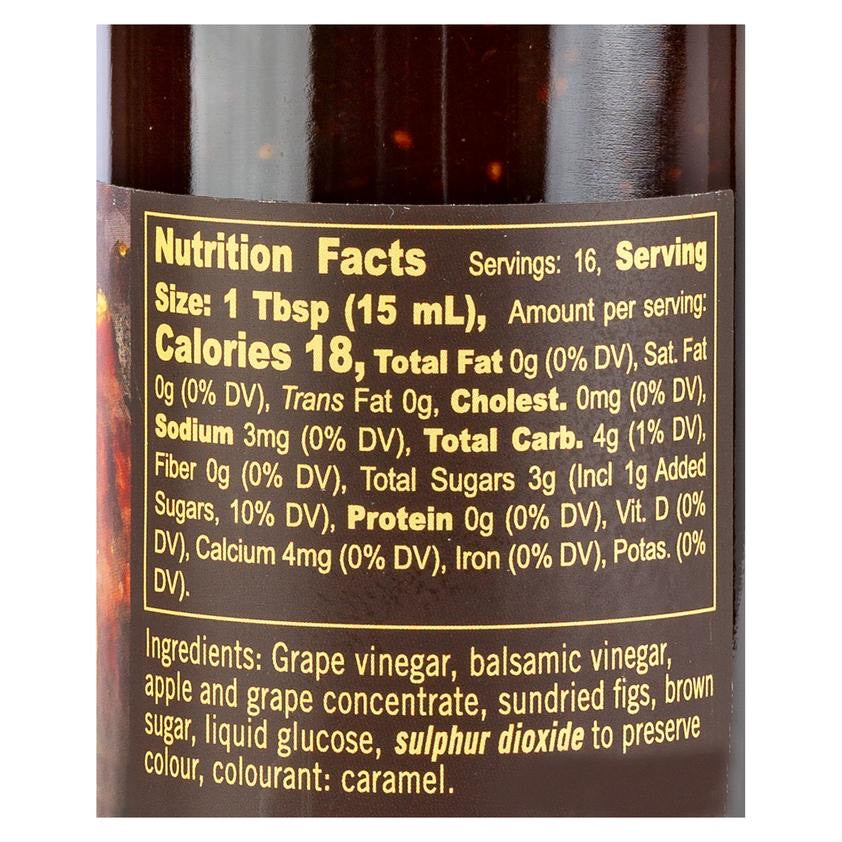 Nutrition Facts Servings: 16, Serving
Size: 1 Tbsp (15 mL), Amount per serving:
Calories 18, Total Fat 0g (0% DV), Sat. Fat
0g (0% DV), Trans Fat 0g, Cholest. 0mg (0% DV),
Sodium 3mg (0% DV), Total Carb. 4g (1% DV),
Fiber 0g (0% DV), Total Sugars 3g (Incl 1g Added
Sugars, 10% DV), Protein 0g (0% DV), Vit. D (0%
DV), Calcium 4mg (0% DV), Iron (0% DV), Potas. (0%
DV).
Ingredients: Grape vinegar, balsamic vinegar,
apple and grape concentrate, sundried figs, brown
sugar, liquid glucose, sulphur dioxide to preserve
colour, colourant: caramel.